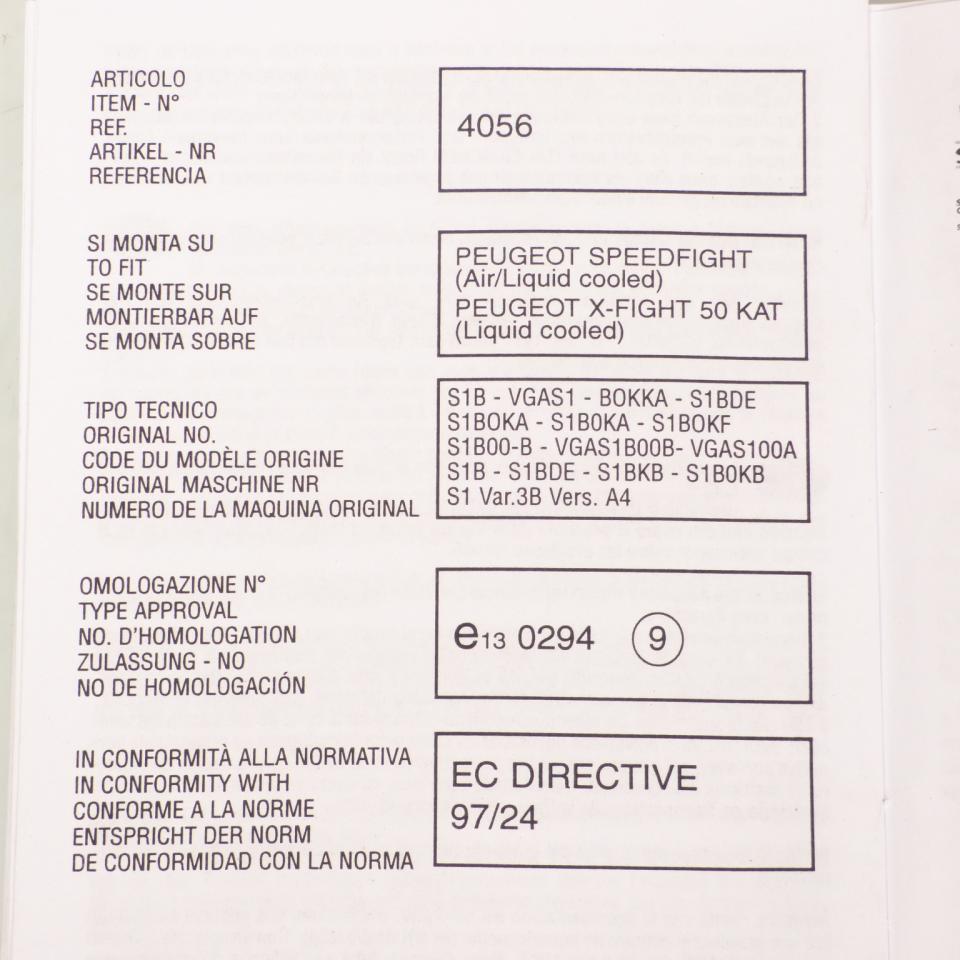 ARTICOLO
ITEM - N°
REF.
ARTIKEL - NR
REFERENCIA
4056
SI MONTA SU
TO FIT
SE MONTE SUR
MONTIERBAR AUF
SE MONTA SOBRE
PEUGEOT SPEEDFIGHT
(Air/Liquid cooled)
PEUGEOT X-FIGHT 50 KAT
(Liquid cooled)
TIPO TECNICO
ORIGINAL NO.
CODE DU MODÈLE ORIGINE
ORIGINAL MASCHINE NR
NUMERO DE LA MAQUINA ORIGINAL
S1B - VGAS1 - BOKKA - S1BDE
S1BOKA - S1B0KA - S1BOKF
S1B00-B - VGAS1B00B- VGAS100A
S1B - S1BDE - S1BKB - S1B0KB
S1 Var.3B Vers. A4
OMOLOGAZIONE N°
TYPE APPROVAL
NO. D'HOMOLOGATION
ZULASSUNG - NO
NO DE HOMOLOGACIÓN
e13 0294 9
IN CONFORMITÀ ALLA NORMATIVA
IN CONFORMITY WITH
CONFORME A LA NORME
ENTSPRICHT DER NORM
DE CONFORMIDAD CON LA NORMA
EC DIRECTIVE
97/24